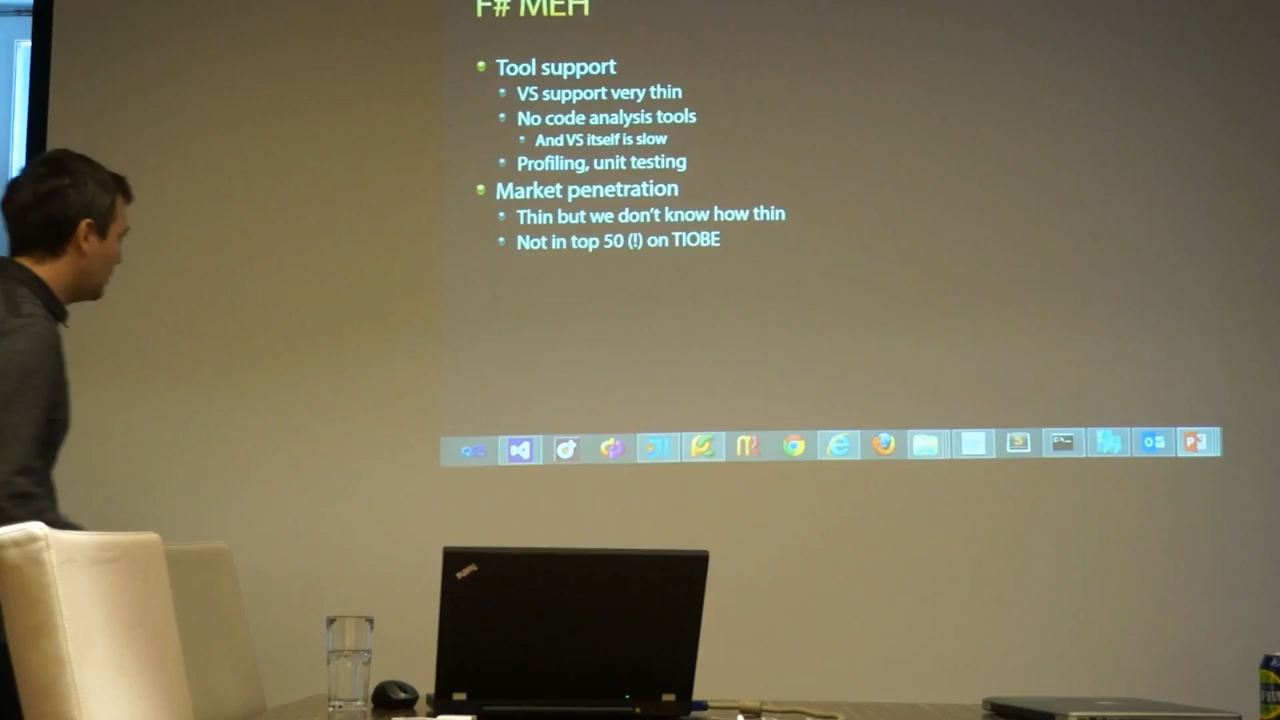 F# MEH
Tool support
VS support very thin
No code analysis tools
And VS itself is slow
Profiling, unit testing
Market penetration
Thin but we don't know how thin
Not in top 50 (!) on TIOBE